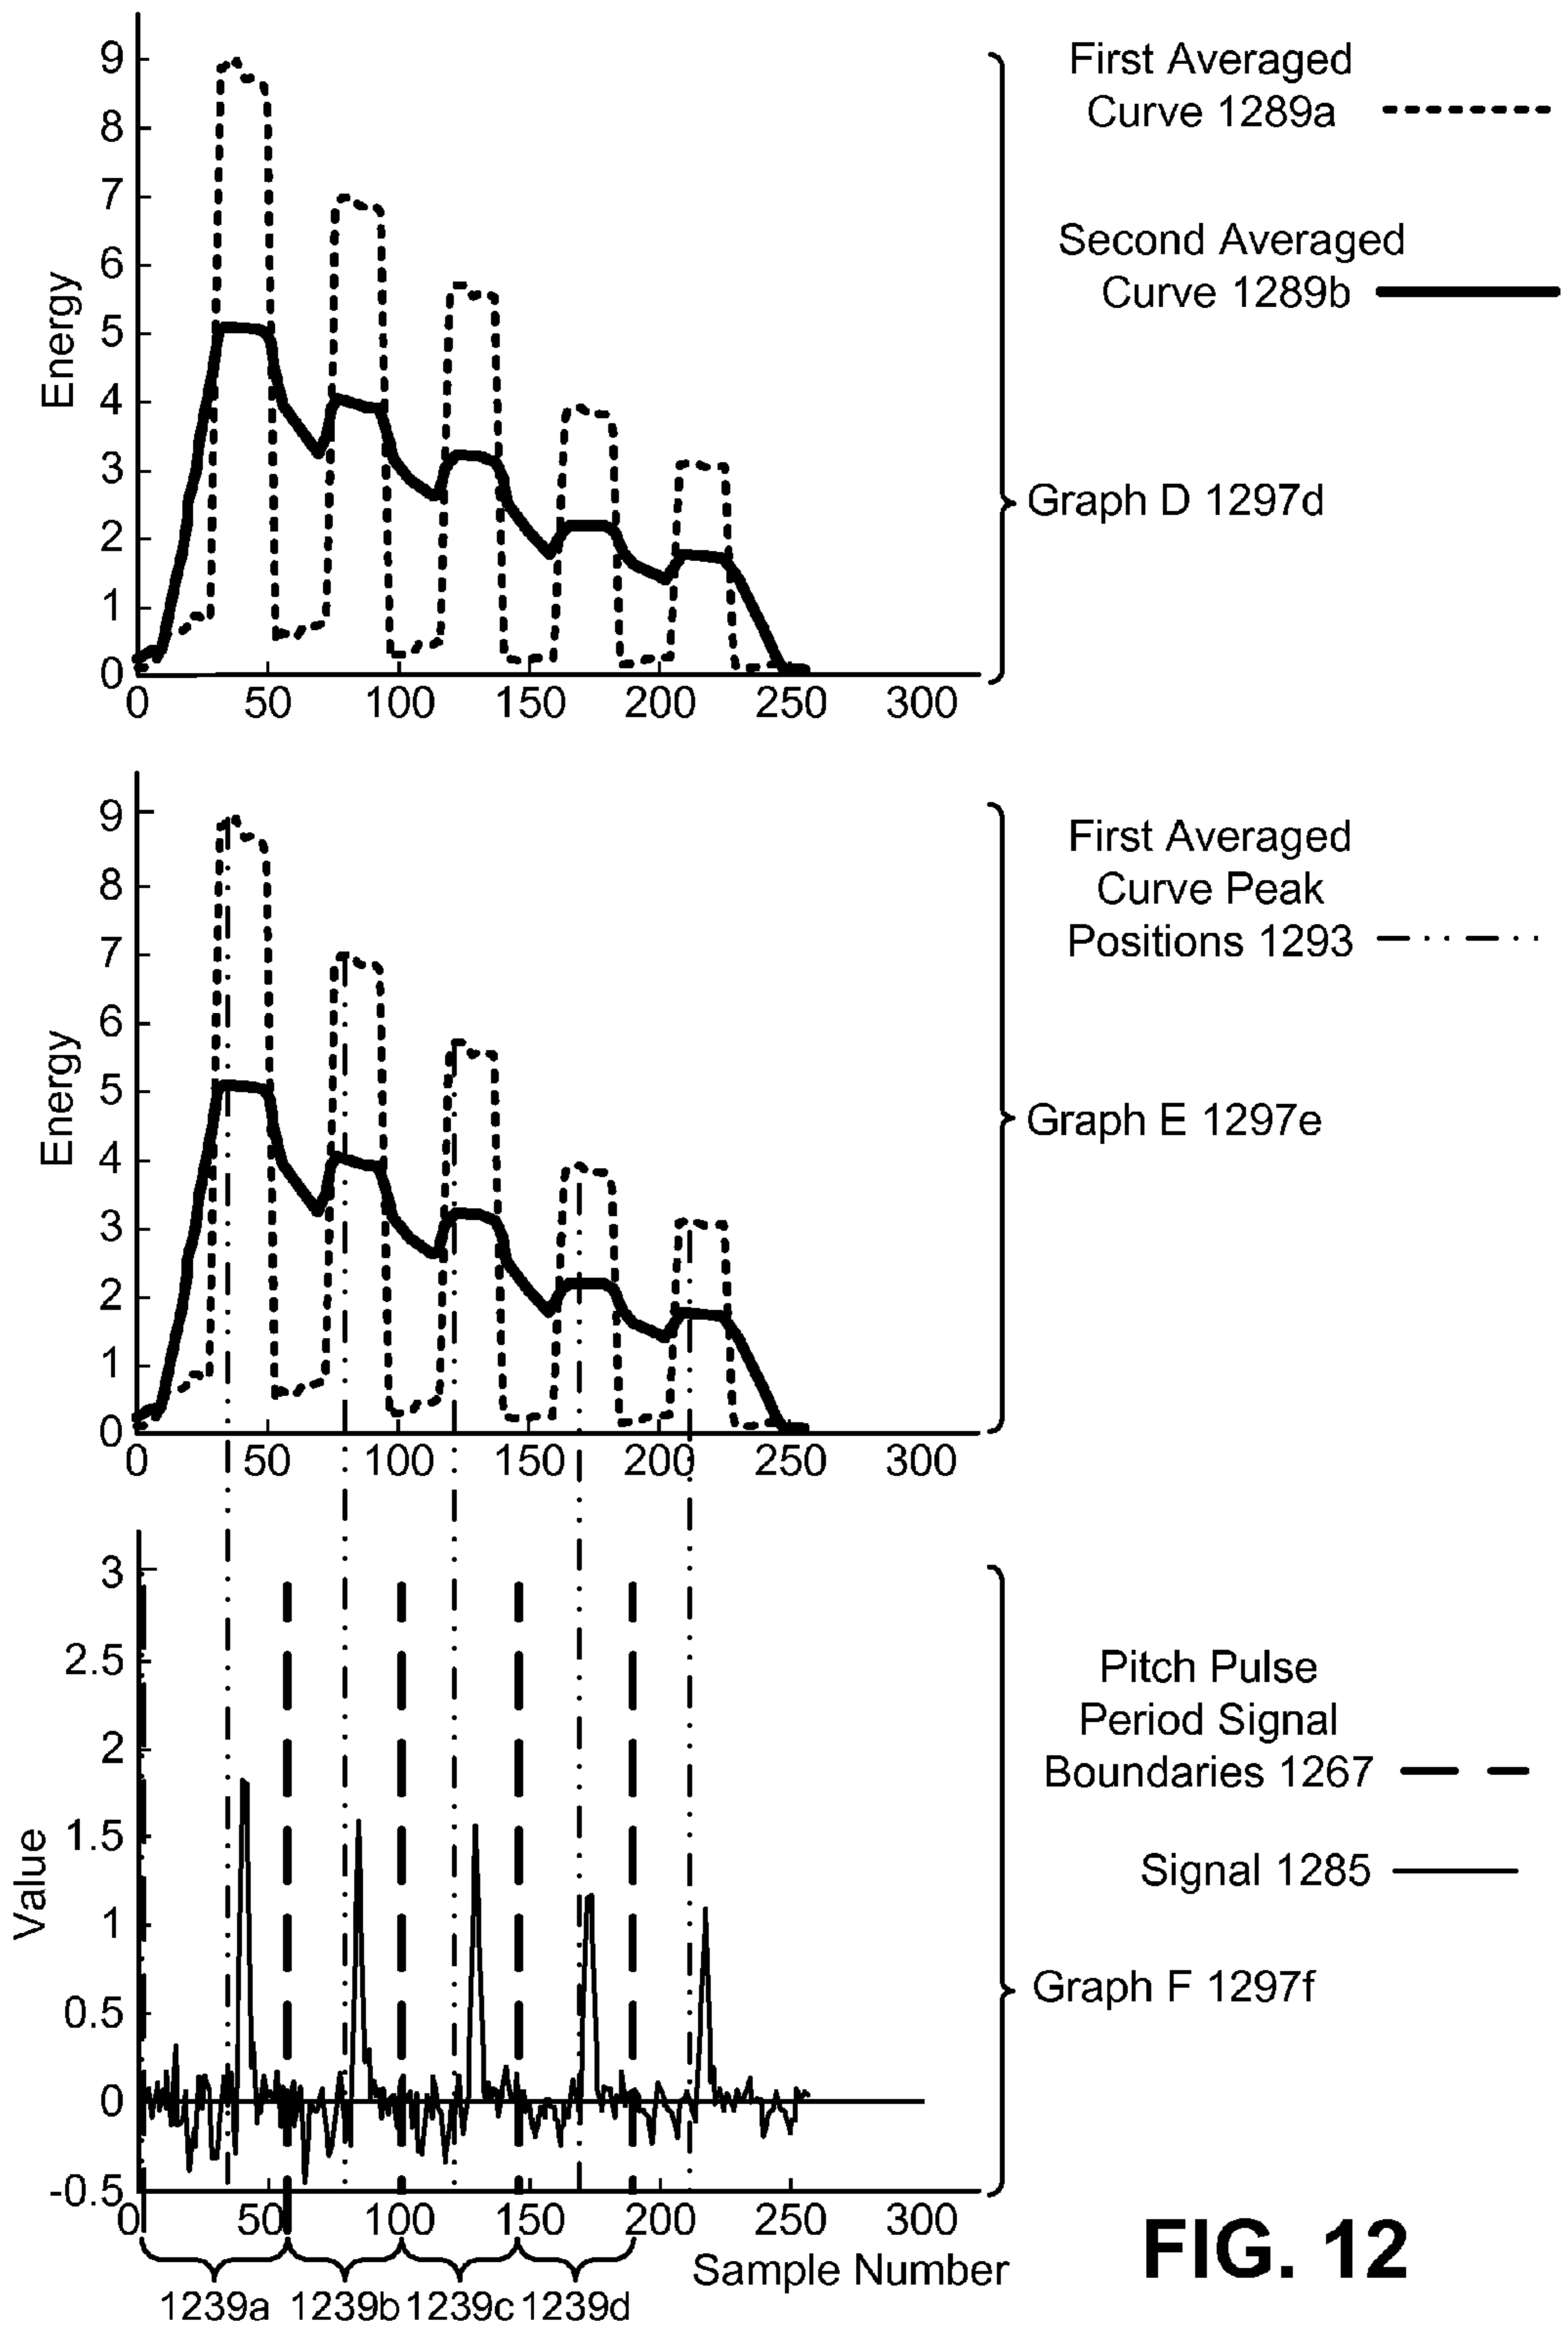 9
8
7
6
5
4
3
2
1
0
Energy
0 50 100 150 200 250 300
First Averaged
Curve 1289a
Second Averaged
Curve 1289b
Graph D 1297d
9
8
7
6
5
4
3
2
1
0
Energy
0 50 100 150 200 250 300
First Averaged
Curve Peak
Positions 1293
Graph E 1297e
3
2.5
2
1.5
1
0.5
0
-0.5
Value
0 50 100 150 200 250 300
Sample Number
1239a 1239b 1239c 1239d
Pitch Pulse
Period Signal
Boundaries 1267
Signal 1285
Graph F 1297f
FIG. 12